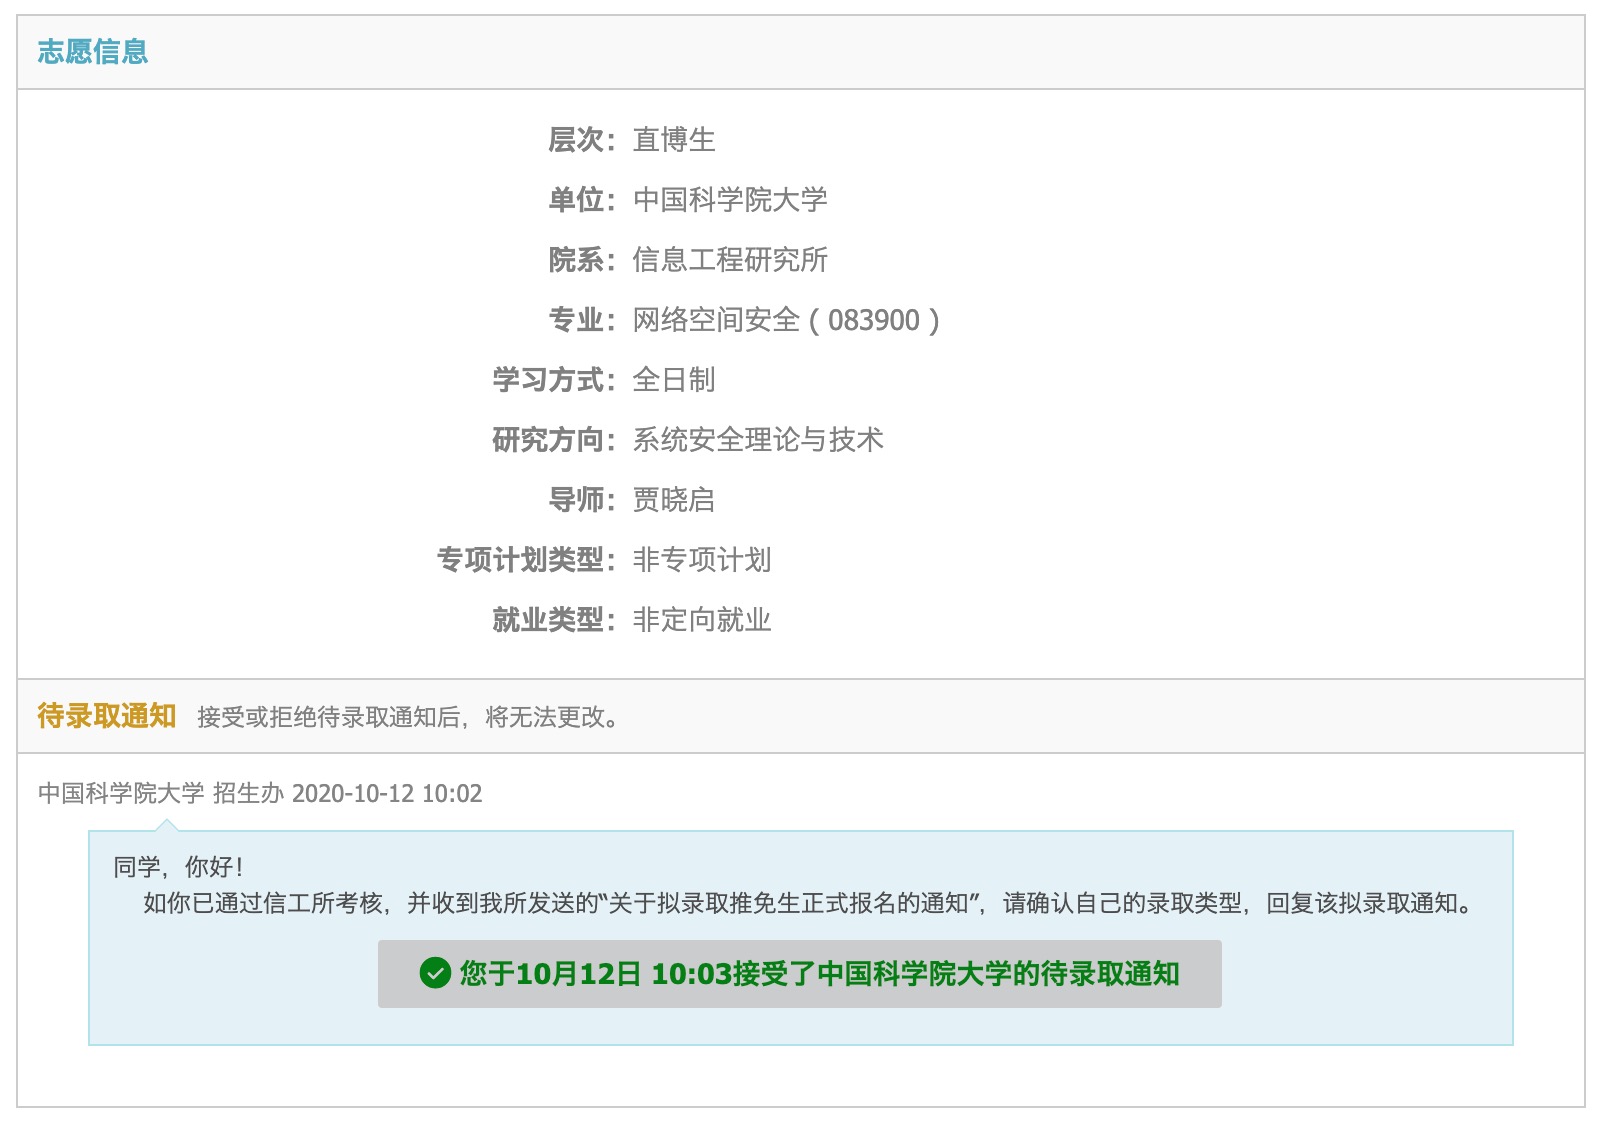 志愿信息
层次：直博生
单位：中国科学院大学
院系：信息工程研究所
专业：网络空间安全 ( 083900 )
学习方式：全日制
研究方向：系统安全理论与技术
导师：贾晓启
专项计划类型：非专项计划
就业类型：非定向就业
待录取通知 接受或拒绝待录取通知后，将无法更改。
中国科学院大学 招生办 2020-10-12 10:02
同学，你好！
如你已通过信工所考核，并收到我所发送的“关于拟录取推免生正式报名的通知”，请确认自己的录取类型，回复该拟录取通知。
您于10月12日 10:03接受了中国科学院大学的待录取通知